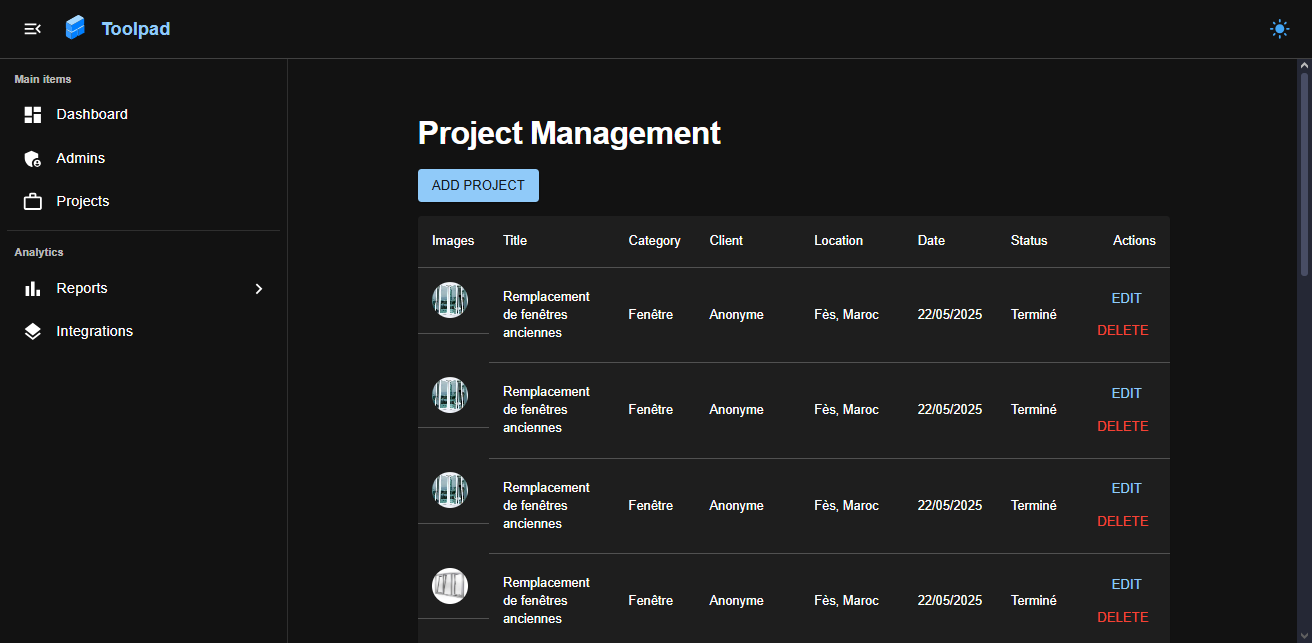 Toolpad
Main items
Dashboard
Admins
Projects
Analytics
Reports
Integrations
Project Management
ADD PROJECT
Images Title Category Client Location Date Status Actions
Remplacement
de fenêtres
anciennes
Fenêtre Anonyme Fès, Maroc 22/05/2025 Terminé
EDIT
DELETE
Remplacement
de fenêtres
anciennes
Fenêtre Anonyme Fès, Maroc 22/05/2025 Terminé
EDIT
DELETE
Remplacement
de fenêtres
anciennes
Fenêtre Anonyme Fès, Maroc 22/05/2025 Terminé
EDIT
DELETE
Remplacement
de fenêtres
anciennes
Fenêtre Anonyme Fès, Maroc 22/05/2025 Terminé
EDIT
DELETE